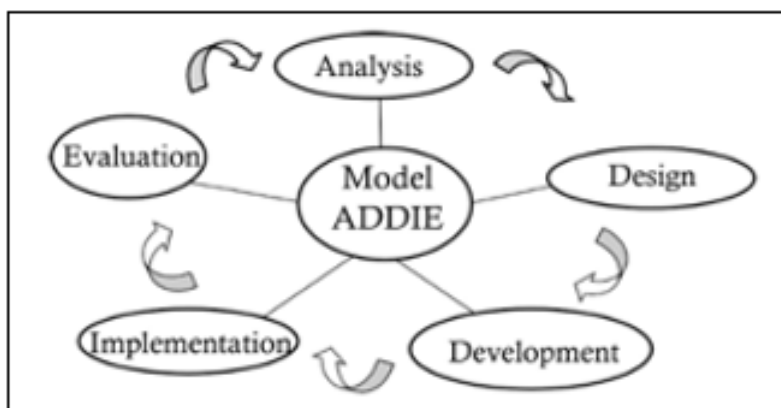 Analysis
Evaluation
Model
ADDIE
Design
Implementation
Development